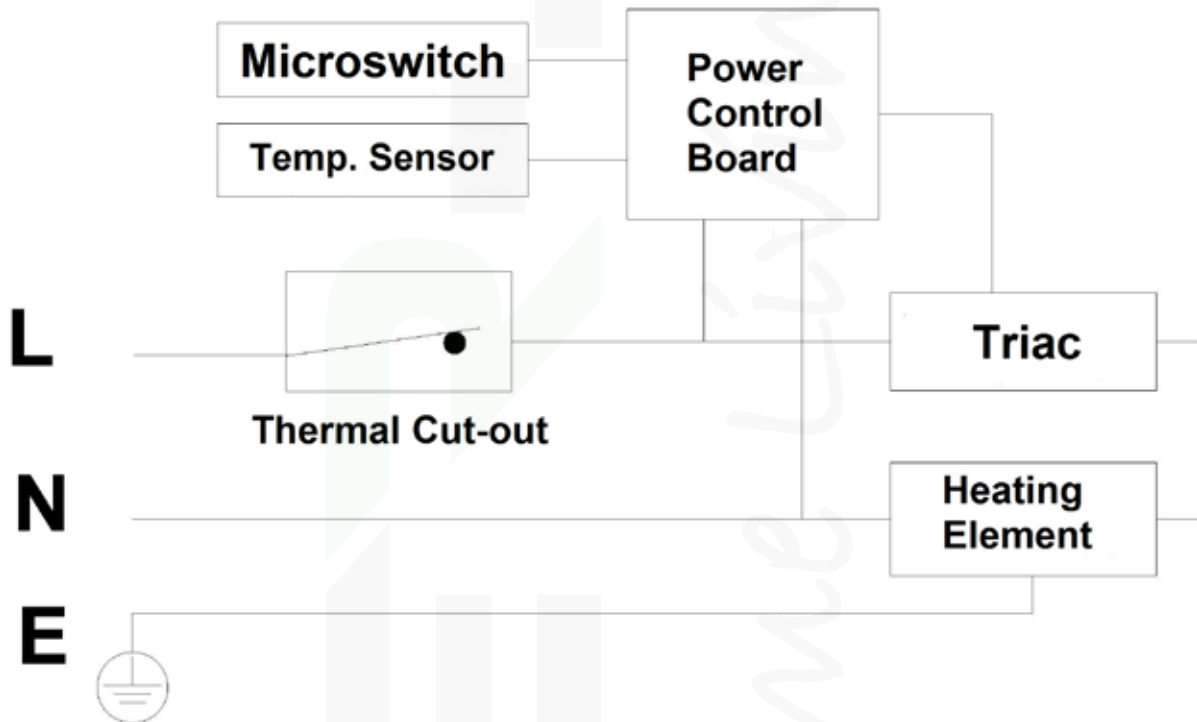 Microswitch
Temp. Sensor
Power
Control
Board
L
Thermal Cut-out
Triac
N
Heating
Element
E